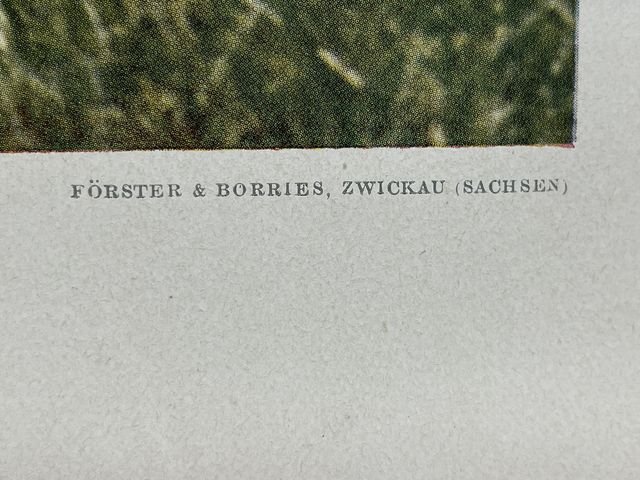 FÖRSTER & BORRIES, ZWICKAU (SACHSEN)